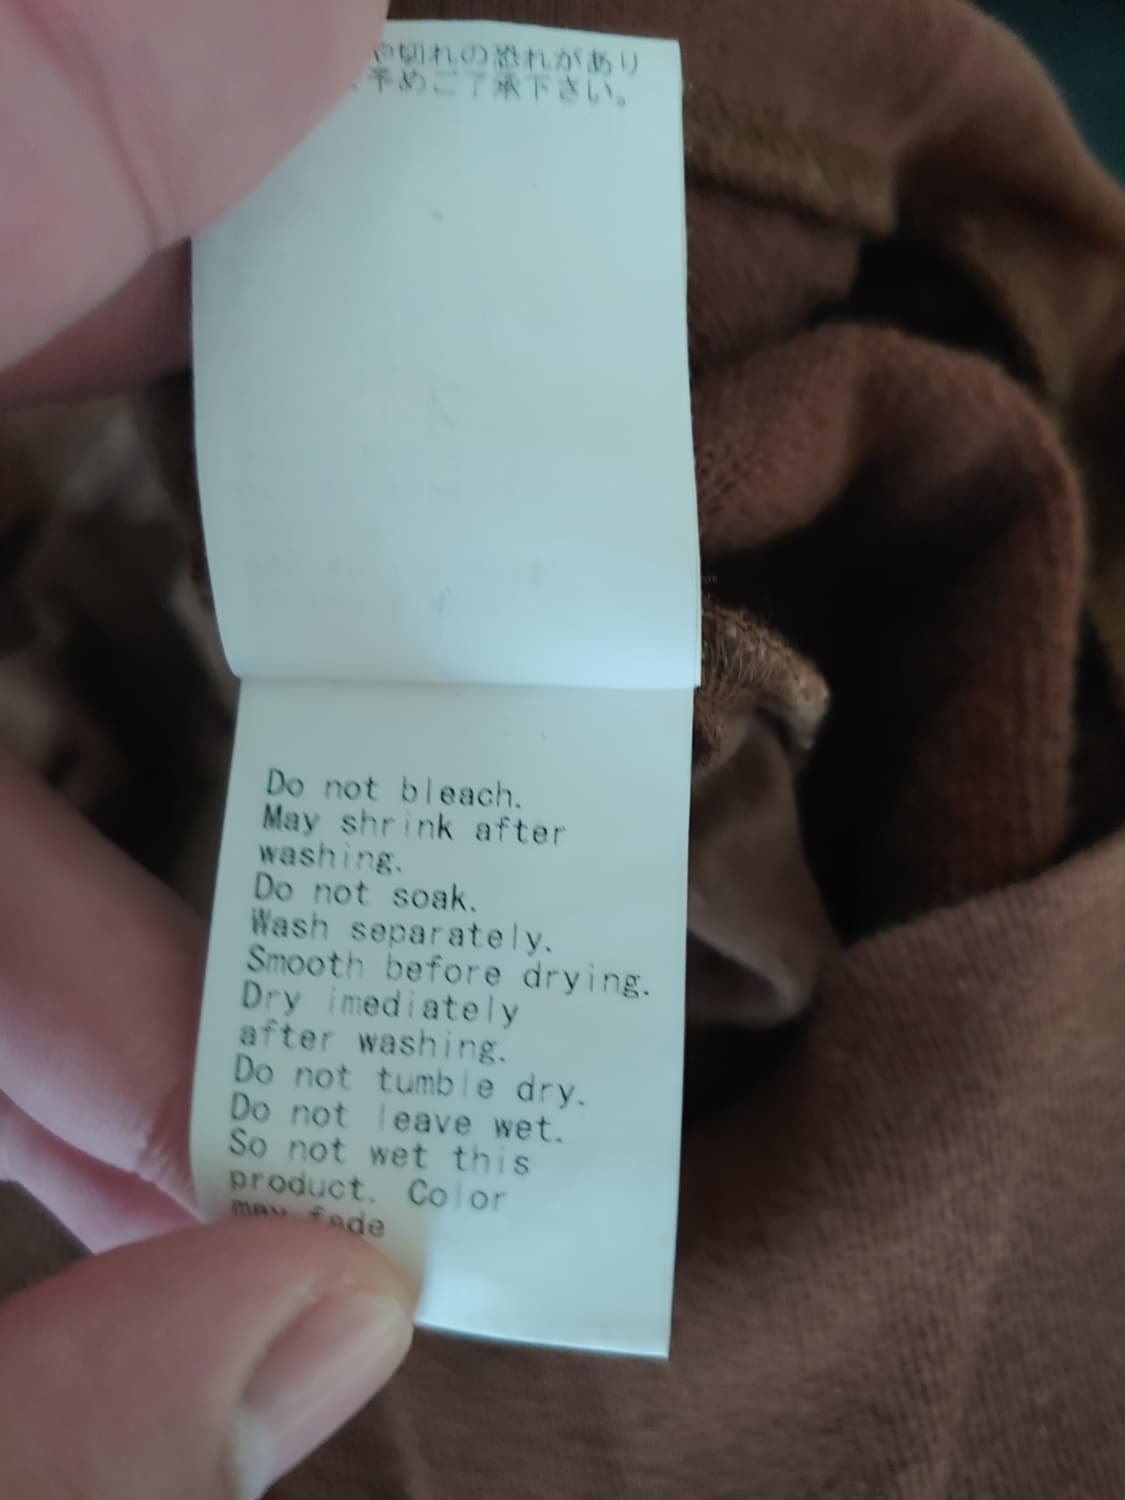 や切れの恐れがあり
予めご了承下さい。
Do not bleach.
May shrink after
washing.
Do not soak.
Wash separately.
Smooth before drying.
Dry imediately
after washing.
Do not tumble dry.
Do not leave wet.
So not wet this
product. Color
may fade